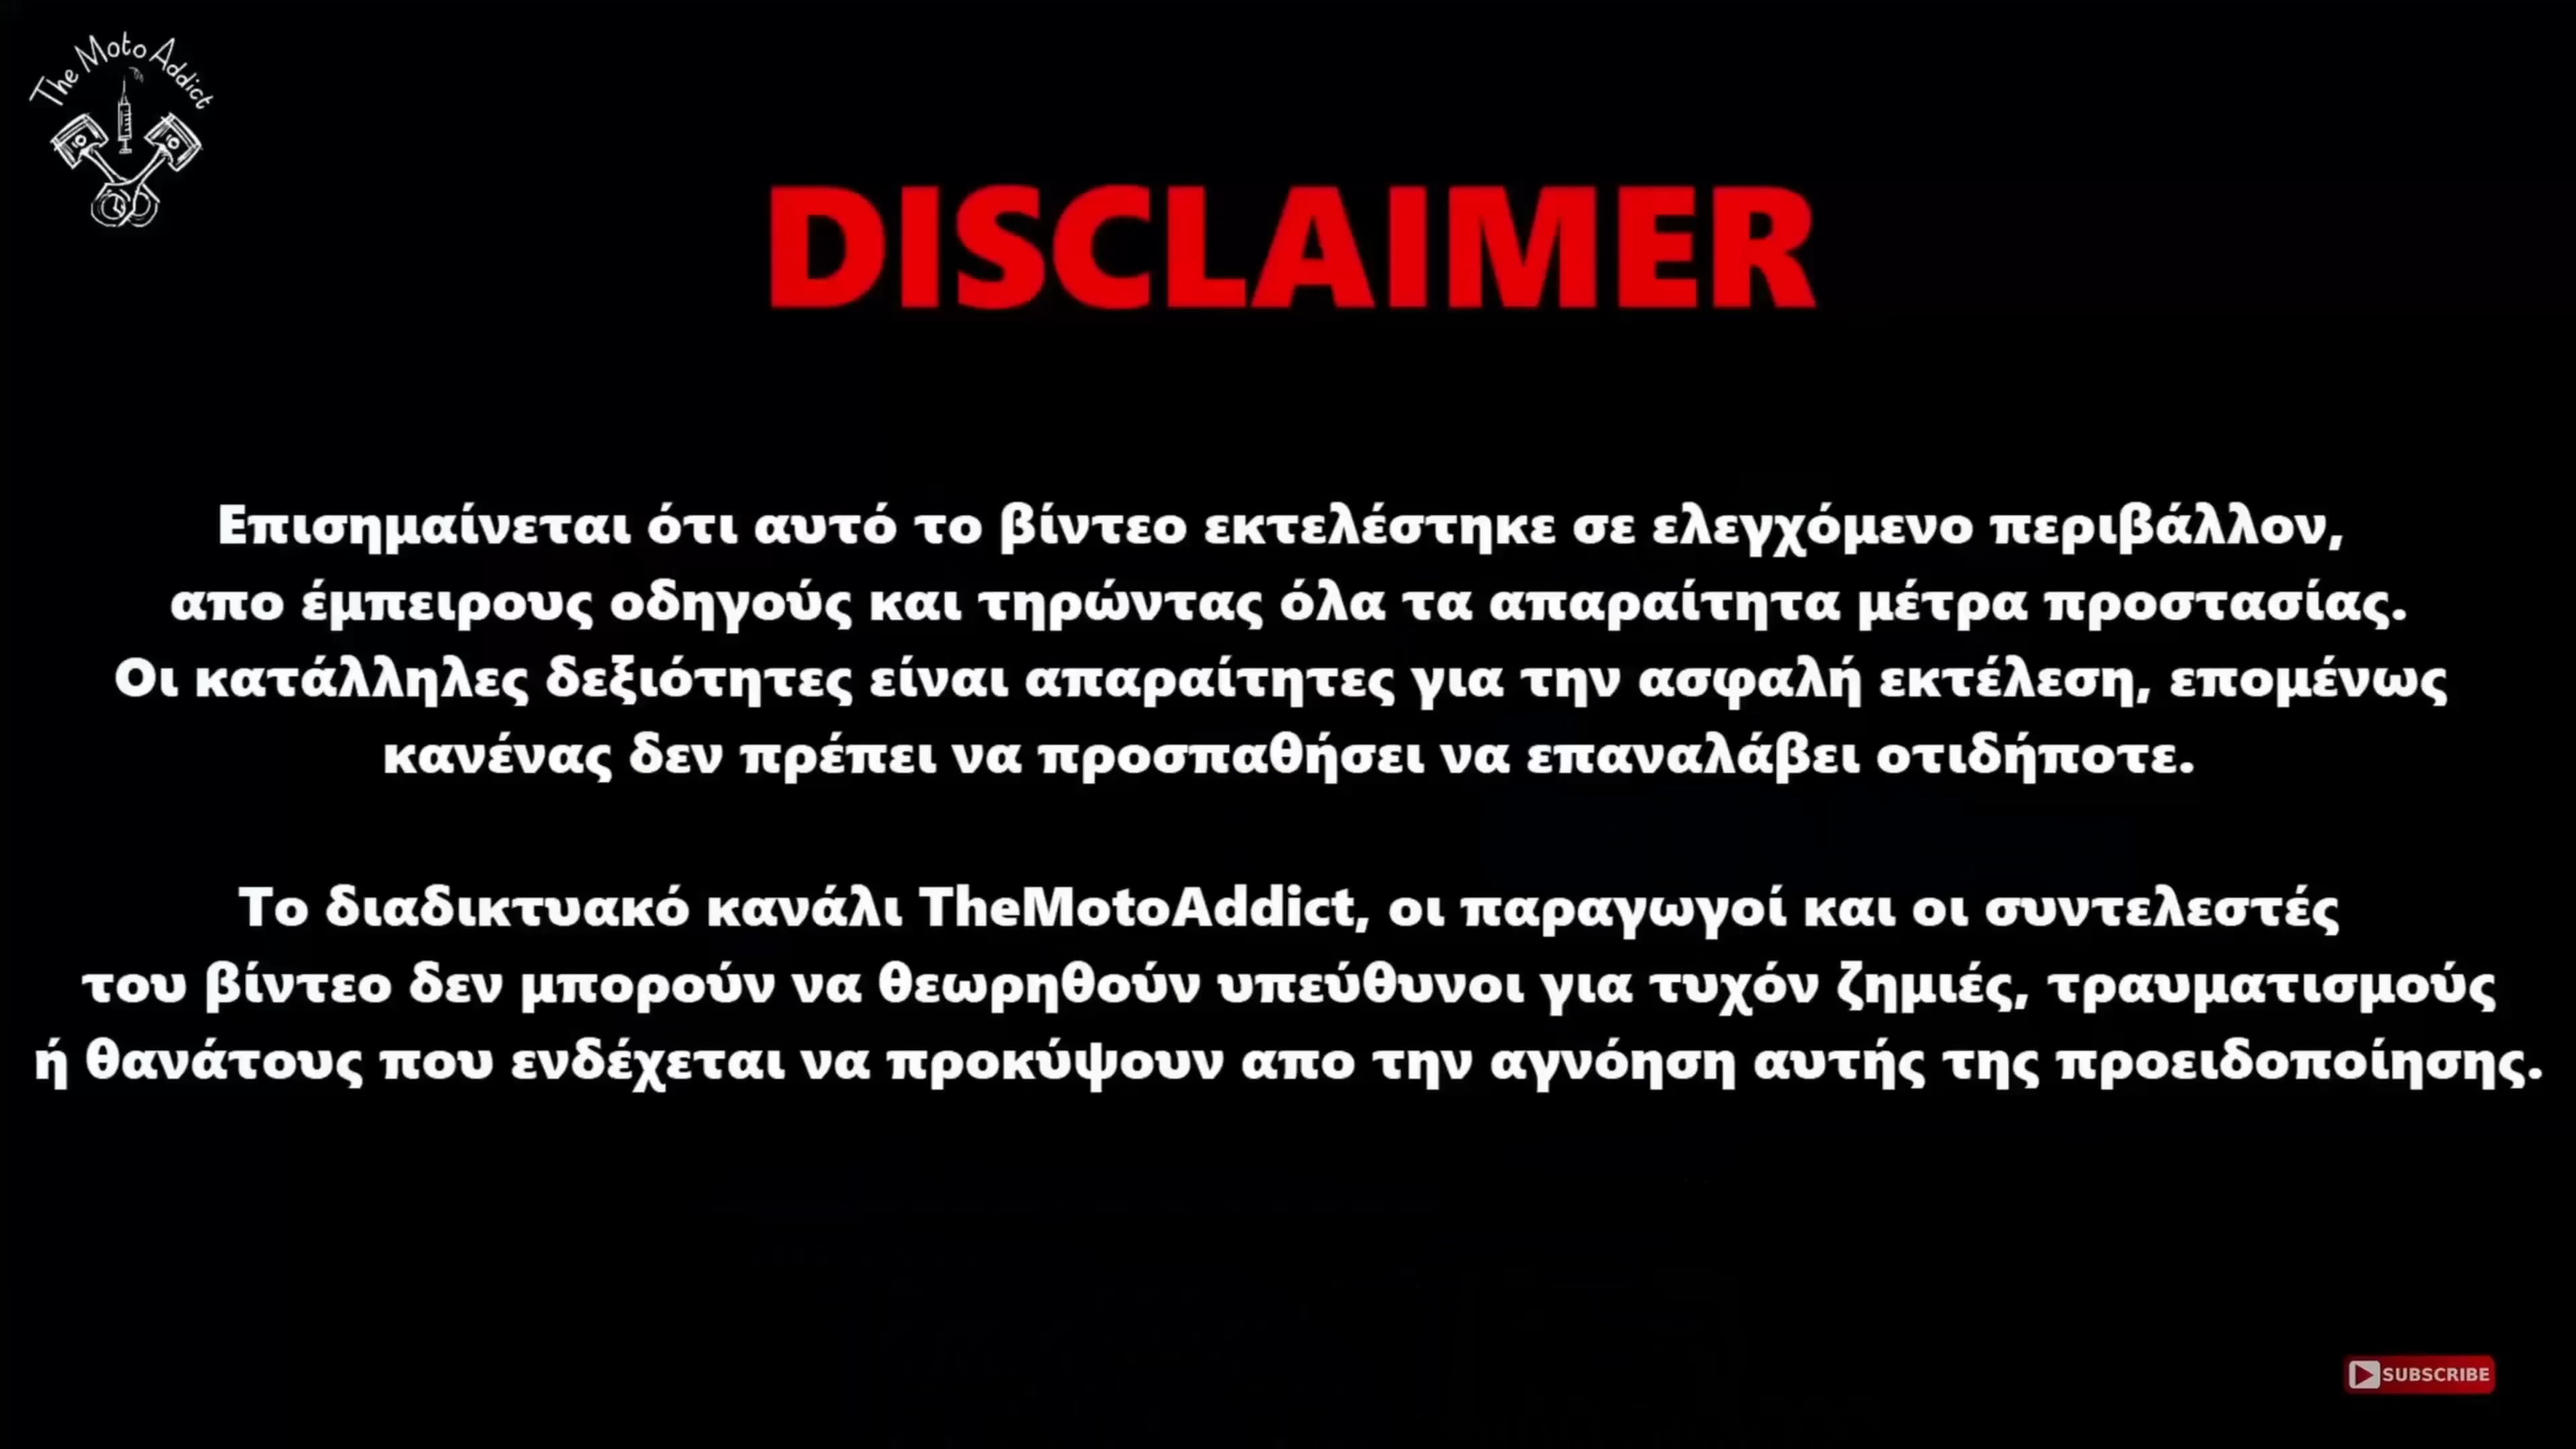 The Moto Addict
DISCLAIMER
Επισημαίνεται ότι αυτό το βίντεο εκτελέστηκε σε ελεγχόμενο περιβάλλον,
απο έμπειρους οδηγούς και τηρώντας όλα τα απαραίτητα μέτρα προστασίας.
Οι κατάλληλες δεξιότητες είναι απαραίτητες για την ασφαλή εκτέλεση, επομένως
κανένας δεν πρέπει να προσπαθήσει να επαναλάβει οτιδήποτε.
Το διαδικτυακό κανάλι TheMotoAddict, οι παραγωγοί και οι συντελεστές
του βίντεο δεν μπορούν να θεωρηθούν υπεύθυνοι για τυχόν ζημιές, τραυματισμούς
ή θανάτους που ενδέχεται να προκύψουν απο την αγνόηση αυτής της προειδοποίησης.
SUBSCRIBE